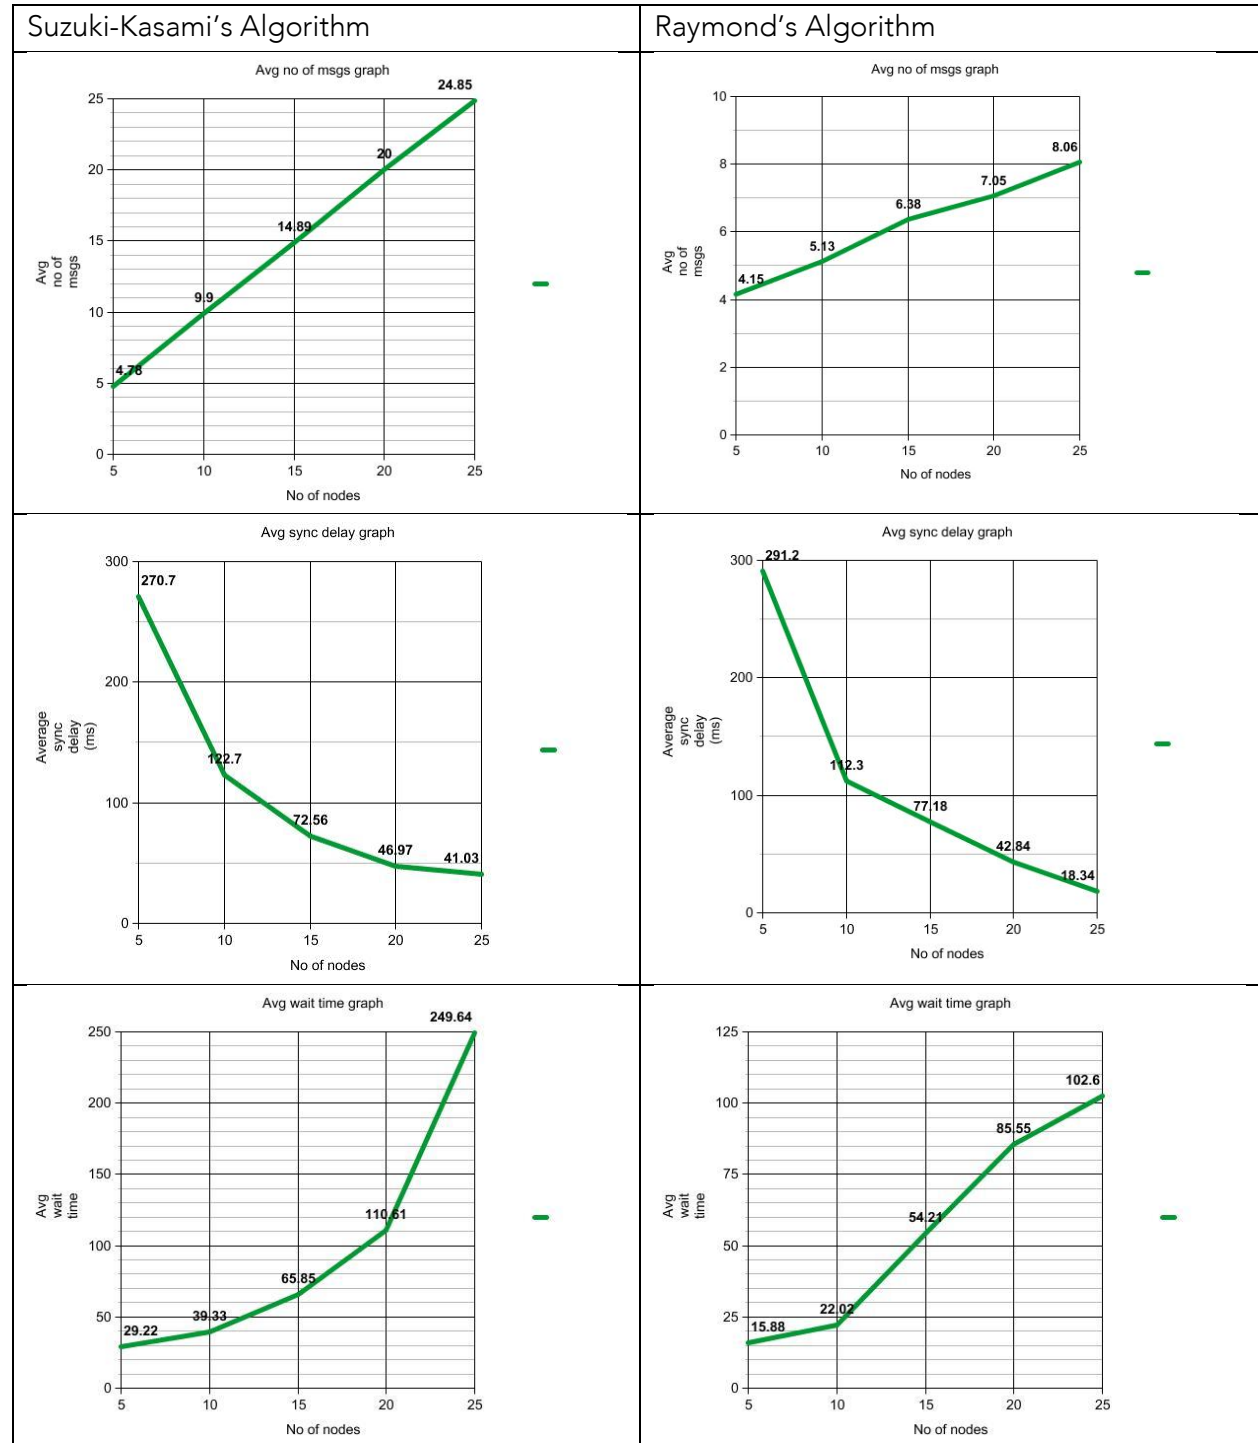 Suzuki-Kasami's Algorithm
Raymond's Algorithm
Avg no of msgs graph
24.85
25
20
20
14.89
15
Avg
no of
msgs
9.9
10
4.78
5
0
5 10 15 20 25
No of nodes
Avg no of msgs graph
10
8.06
8
7.05
6.38
6
Avg
no of
msgs
5.13
4.15
4
2
0
5 10 15 20 25
No of nodes
Avg sync delay graph
300
270.7
200
Average
sync
delay
(ms)
122.7
100
72.56
46.97
41.03
0
5 10 15 20 25
No of nodes
Avg sync delay graph
300
291.2
200
Average
sync
delay
(ms)
112.3
100
77.18
42.84
18.34
0
5 10 15 20 25
No of nodes
Avg wait time graph
249.64
250
200
150
Avg
wait
time
110.61
100
65.85
50
39.33
29.22
0
5 10 15 20 25
No of nodes
Avg wait time graph
125
102.6
100
85.55
75
Avg
wait
time
54.21
50
25
22.02
15.88
0
5 10 15 20 25
No of nodes